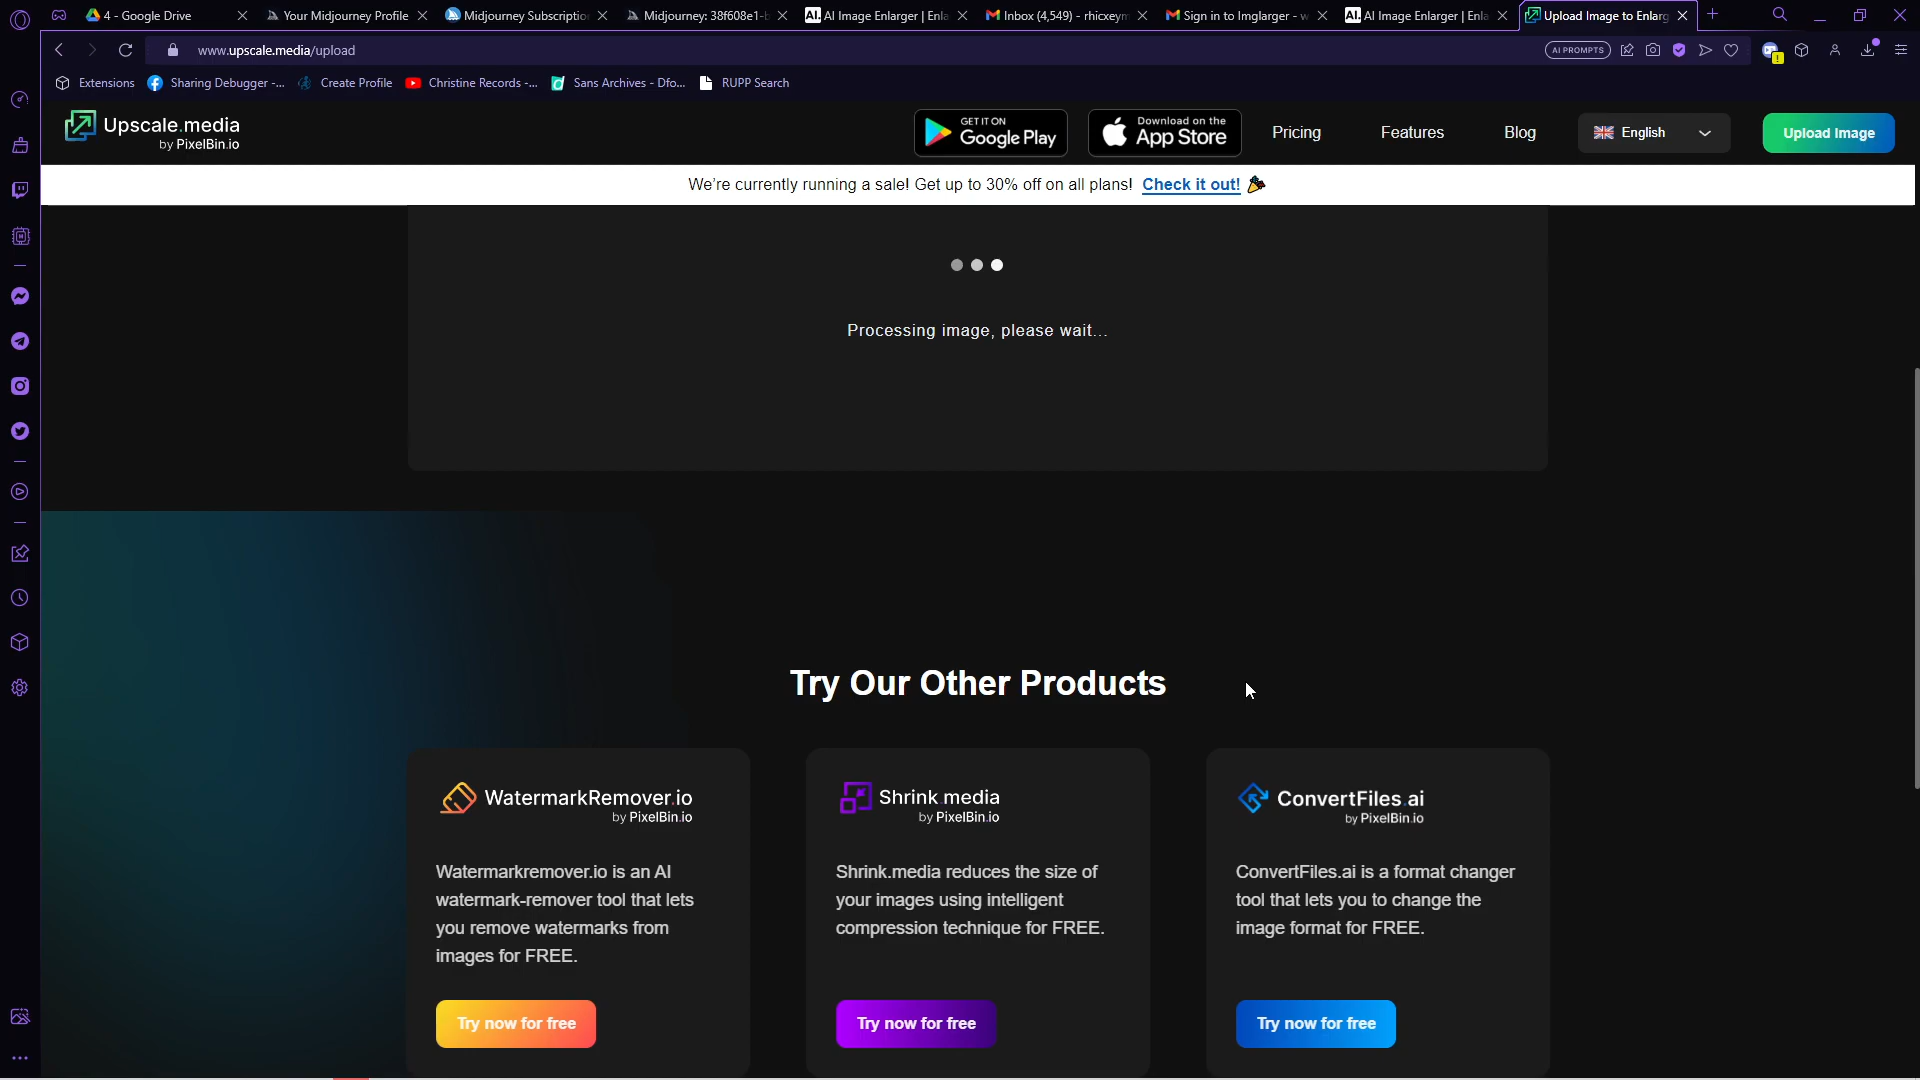 4 - Google Drive
Your Midjourney Profile
Midjourney Subscriptio
Midjourney: 38f608e1-b
AI. AI Image Enlarger | Enla
Inbox (4,549) - rhicxeym
Sign in to Imglarger - w
AI. AI Image Enlarger | Enla
Upload Image to Enlarg
www.upscale.media/upload
AI PROMPTS
Extensions
Sharing Debugger -...
Create Profile
Christine Records -...
Sans Archives - Dfo...
RUPP Search
Upscale.media
by PixelBin.io
GET IT ON
Google Play
Download on the
App Store
Pricing
Features
Blog
English
Upload Image
We're currently running a sale! Get up to 30% off on all plans! Check it out!
Processing image, please wait...
Try Our Other Products
WatermarkRemover.io
by PixelBin.io
Watermarkremover.io is an AI
watermark-remover tool that lets
you remove watermarks from
images for FREE.
Try now for free
Shrink.media
by PixelBin.io
Shrink.media reduces the size of
your images using intelligent
compression technique for FREE.
Try now for free
ConvertFiles.ai
by PixelBin.io
ConvertFiles.ai is a format changer
tool that lets you to change the
image format for FREE.
Try now for free